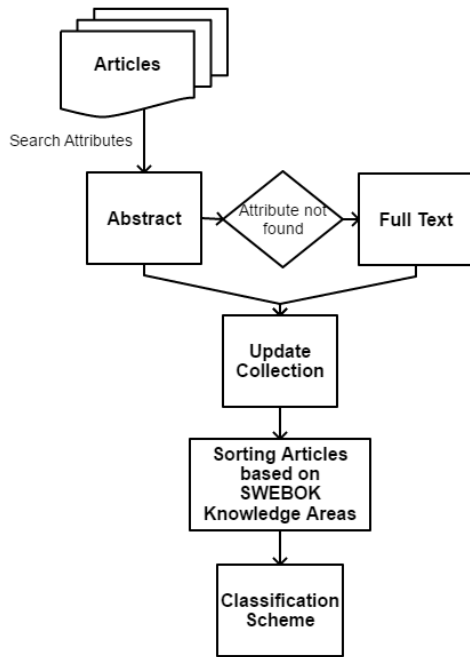 Articles
Search Attributes
Abstract
Attribute not
found
Full Text
Update
Collection
Sorting Articles
based on
SWEBOK
Knowledge Areas
Classification
Scheme